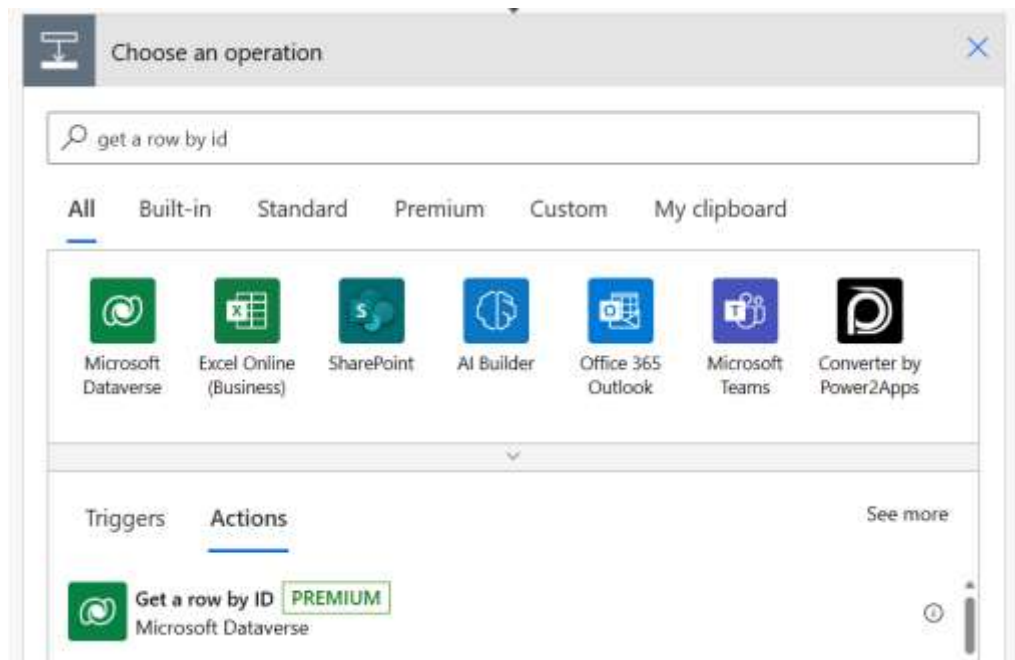 Choose an operation
get a row by id
All Built-in Standard Premium Custom My clipboard
Microsoft Dataverse
Excel Online (Business)
SharePoint
AI Builder
Office 365 Outlook
Microsoft Teams
Converter by Power2Apps
Triggers Actions See more
Get a row by ID PREMIUM
Microsoft Dataverse